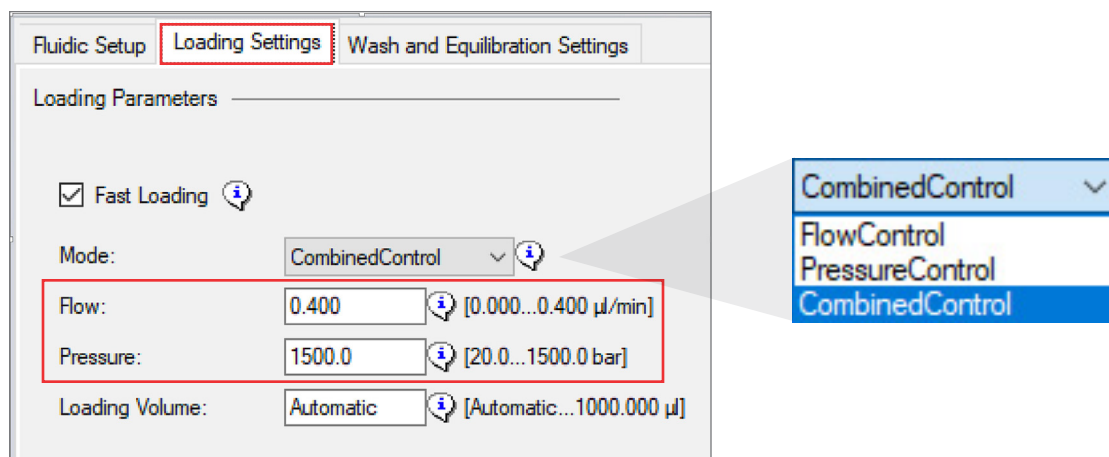 Fluidic Setup Loading Settings Wash and Equilibration Settings
Loading Parameters
Fast Loading
Mode: CombinedControl
Flow: 0.400 [0.000...0.400 µl/min]
Pressure: 1500.0 [20.0...1500.0 bar]
Loading Volume: Automatic [Automatic...1000.000 µl]
CombinedControl
FlowControl
PressureControl
CombinedControl